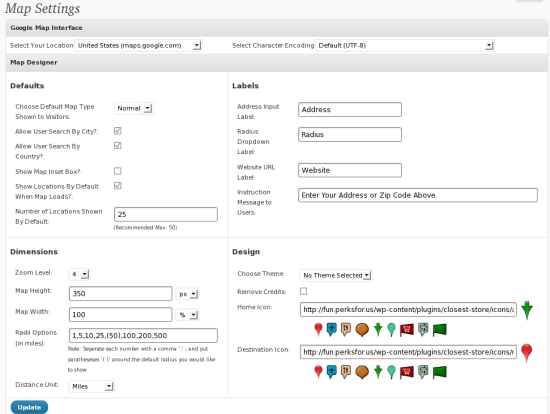 Map Settings
Google Map Interface
Select Your Location United States (maps.google.com) Select Character Encoding Default (UTF-8)
Map Designer
Defaults
Choose Default Map Type Normal
Shown to Visitors:
Allow User Search By City?:
Allow User Search By
Country?:
Show Map Inset Box?:
Show Locations By Default
When Map Loads?:
Number of Locations Shown 25
By Default:
(Recommended Max: 50)
Labels
Address Input Address
Label:
Radius Radius
Dropdown
Label:
Website URL Website
Label:
Instruction Enter Your Address or Zip Code Above.
Message to
Users:
Dimensions
Zoom Level: 4
Map Height: 350 px
Map Width: 100 %
Radii Options 1,5,10,25,(50),100,200,500
(in miles):
Note: Seperate each number with a comma ',' , and put
parantheseses '( )' around the default radius you would like
to show
Distance Unit: Miles
Design
Choose Theme No Theme Selected
Remove Credits:
Home Icon: http://fun.perksfor.us/wp-content/plugins/closest-store/icons/
Destination Icon: http://fun.perksfor.us/wp-content/plugins/closest-store/icons/
Update